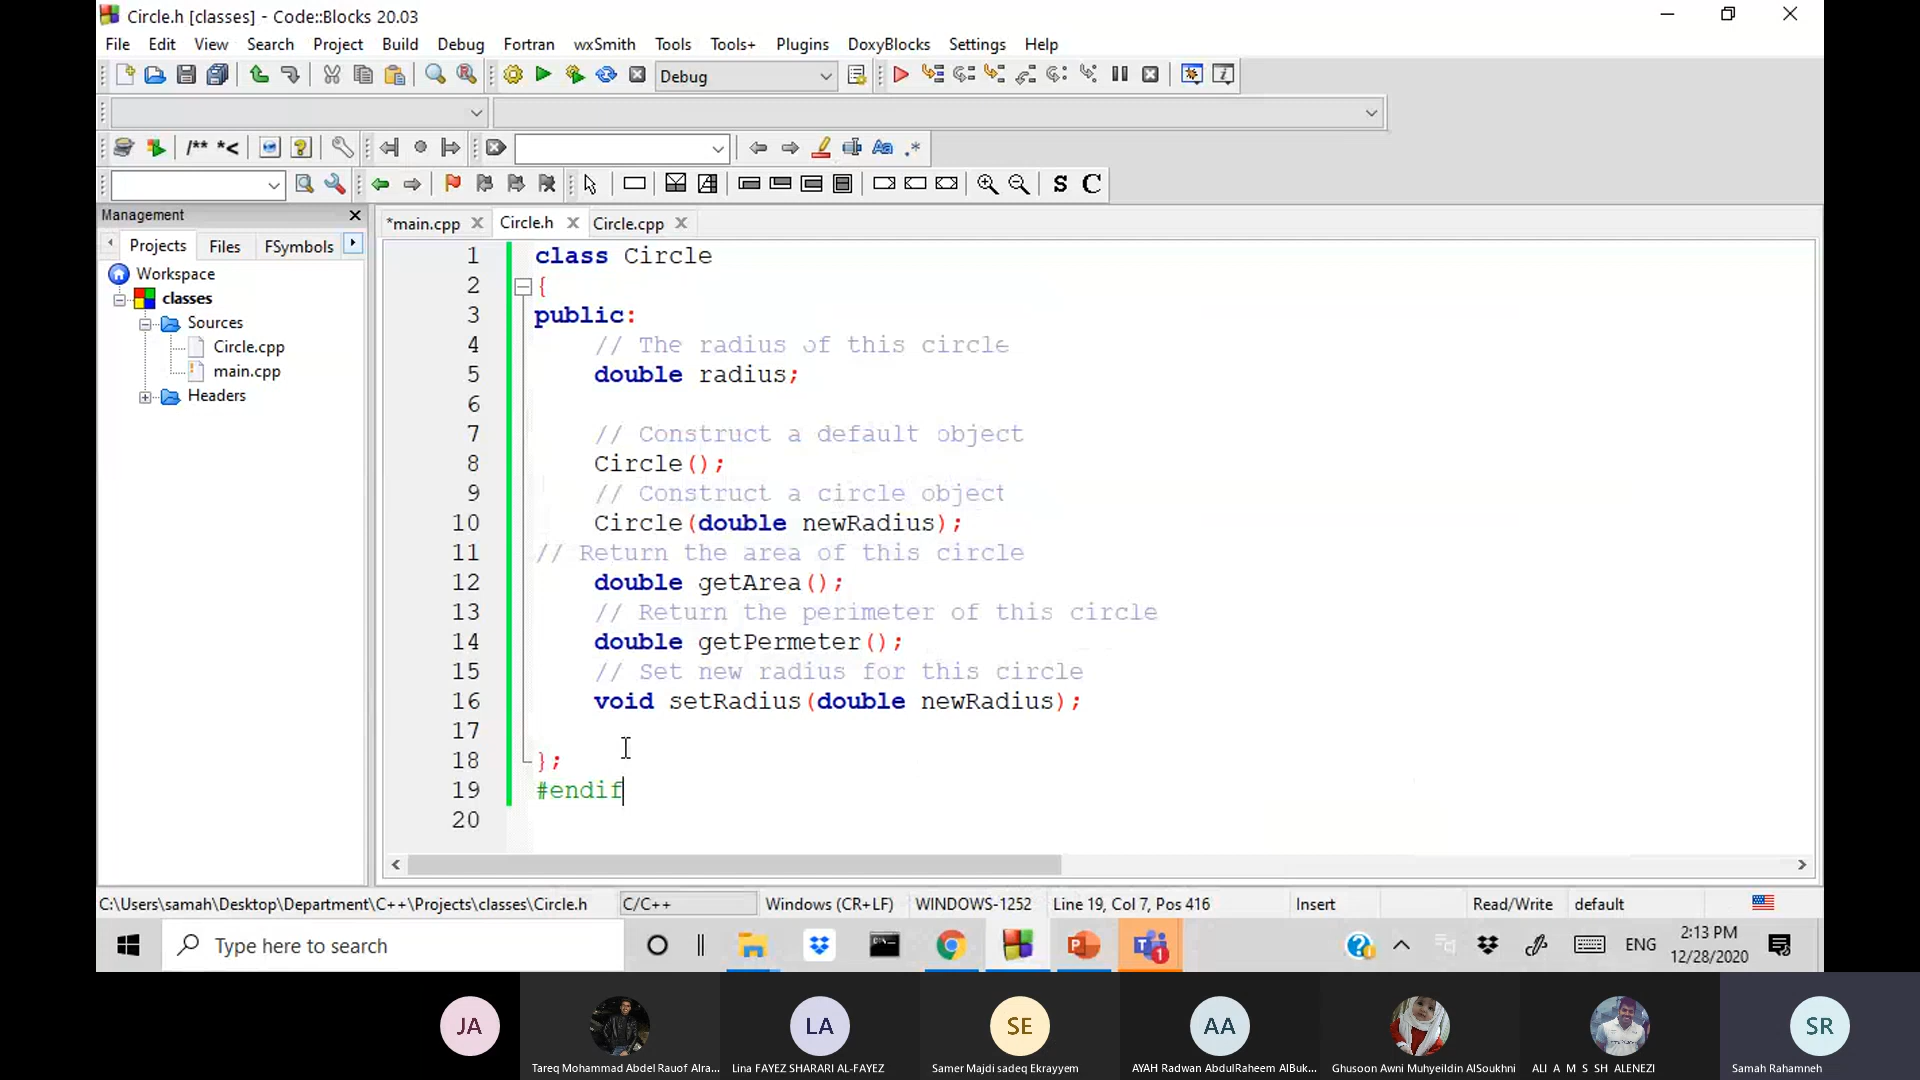 Circle.h [classes] - Code::Blocks 20.03
File Edit View Search Project Build Debug Fortran wxSmith Tools Tools+ Plugins DoxyBlocks Settings Help
Debug
/** *<
Aa .*
S C
Management
Projects Files FSymbols
*main.cpp Circle.h Circle.cpp
Workspace
classes
Sources
Circle.cpp
main.cpp
Headers
1 class Circle
2 {
3 public:
4 // The radius of this circle
5 double radius;
6
7 // Construct a default object
8 Circle();
9 // Construct a circle object
10 Circle(double newRadius);
11 // Return the area of this circle
12 double getArea();
13 // Return the perimeter of this circle
14 double getPermeter();
15 // Set new radius for this circle
16 void setRadius(double newRadius);
17
18 };
19 #endif
20
C:\Users\samah\Desktop\Department\C++\Projects\classes\Circle.h C/C++ Windows (CR+LF) WINDOWS-1252 Line 19, Col 7, Pos 416 Insert Read/Write default
Type here to search
ENG
2:13 PM
12/28/2020
JA LA SE AA SR
Tareq Mohammad Abdel Rauof Alra... Lina FAYEZ SHARARI AL-FAYEZ Samer Majdi sadeq Ekrayyem AYAH Radwan AbdulRaheem AlBuk... Ghusoon Awni Muhyeildin AlSoukhni ALI A M S SH ALENEZI Samah Rahamneh